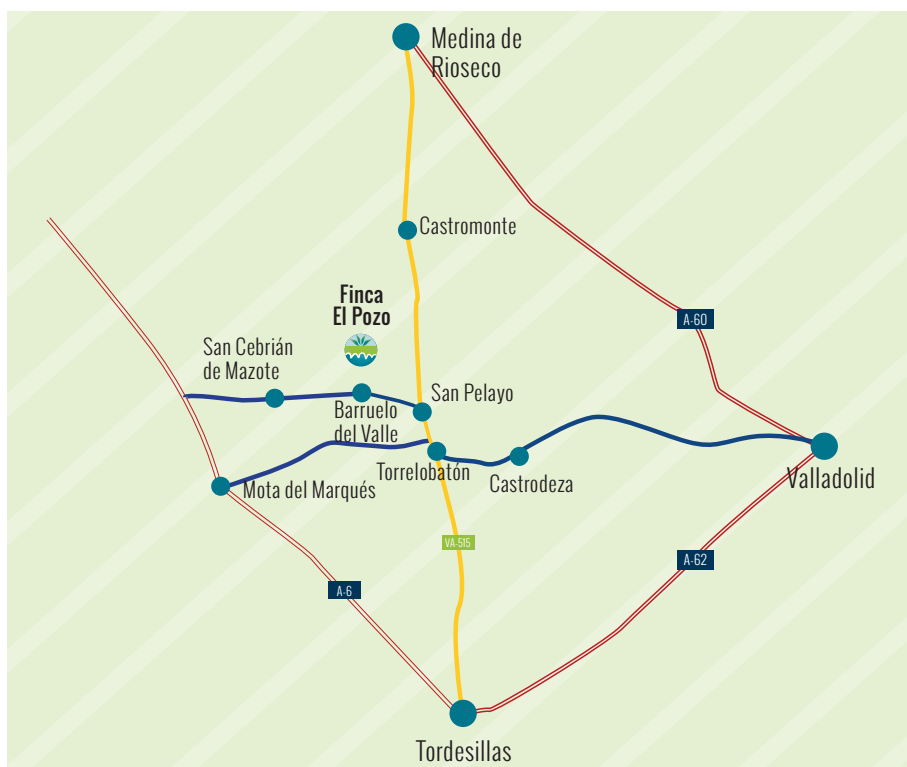 Medina de
Rioseco
Castromonte
Finca
El Pozo
A-60
San Cebrián
de Mazote
San Pelayo
Barruelo
del Valle
Torrelobatón
Castrodeza
Valladolid
Mota del Marqués
VA-515
A-62
A-6
Tordesillas